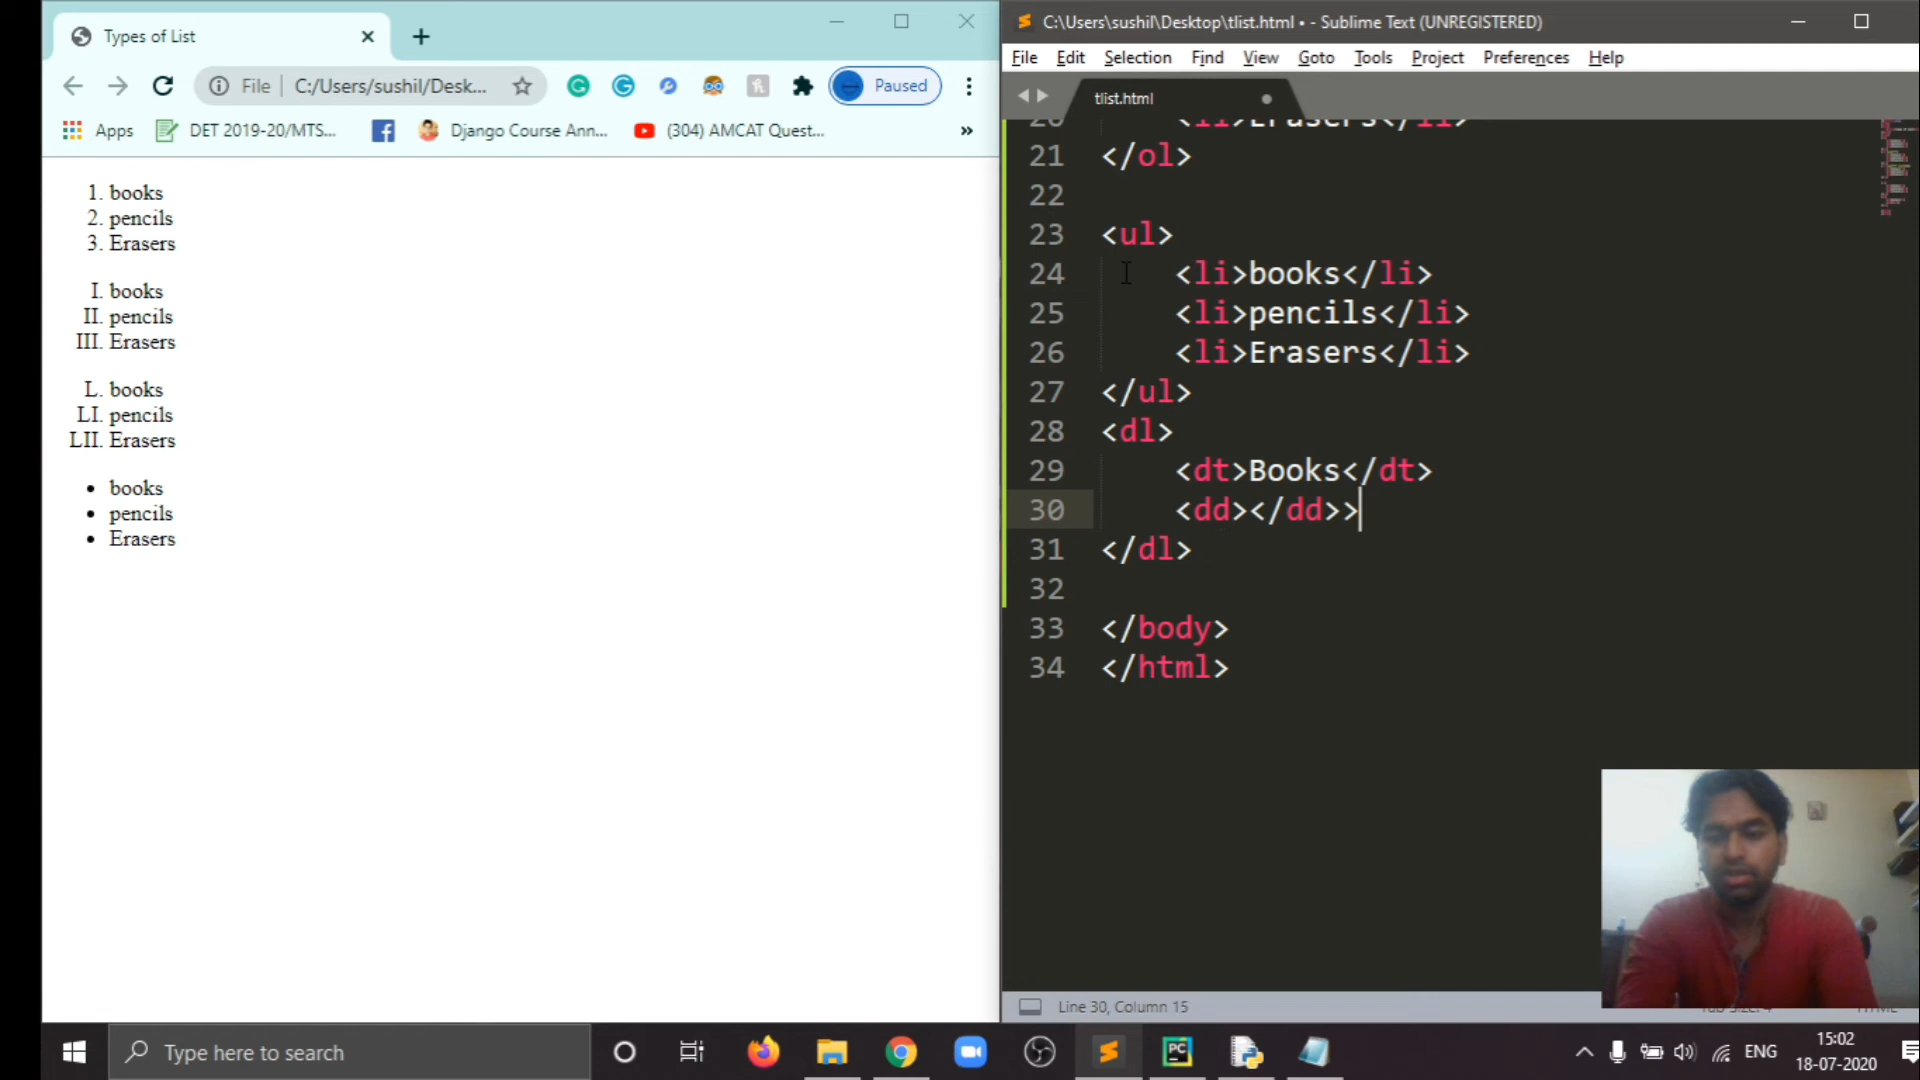 Types of List
File
C:/Users/sushil/Desk...
Paused
Apps
DET 2019-20/MTS...
Django Course Ann...
(304) AMCAT Quest...
»
1. books
2. pencils
3. Erasers
I. books
II. pencils
III. Erasers
L. books
LI. pencils
LII. Erasers
• books
• pencils
• Erasers
C:\Users\sushil\Desktop\tlist.html • - Sublime Text (UNREGISTERED)
File Edit Selection Find View Goto Tools Project Preferences Help
tlist.html
20 <li>Erasers</li>
21 </ol>
22
23 <ul>
24 <li>books</li>
25 <li>pencils</li>
26 <li>Erasers</li>
27 </ul>
28 <dl>
29 <dt>Books</dt>
30 <dd></dd>>
31 </dl>
32
33 </body>
34 </html>
Line 30, Column 15
Type here to search
PC
ENG
15:02
18-07-2020